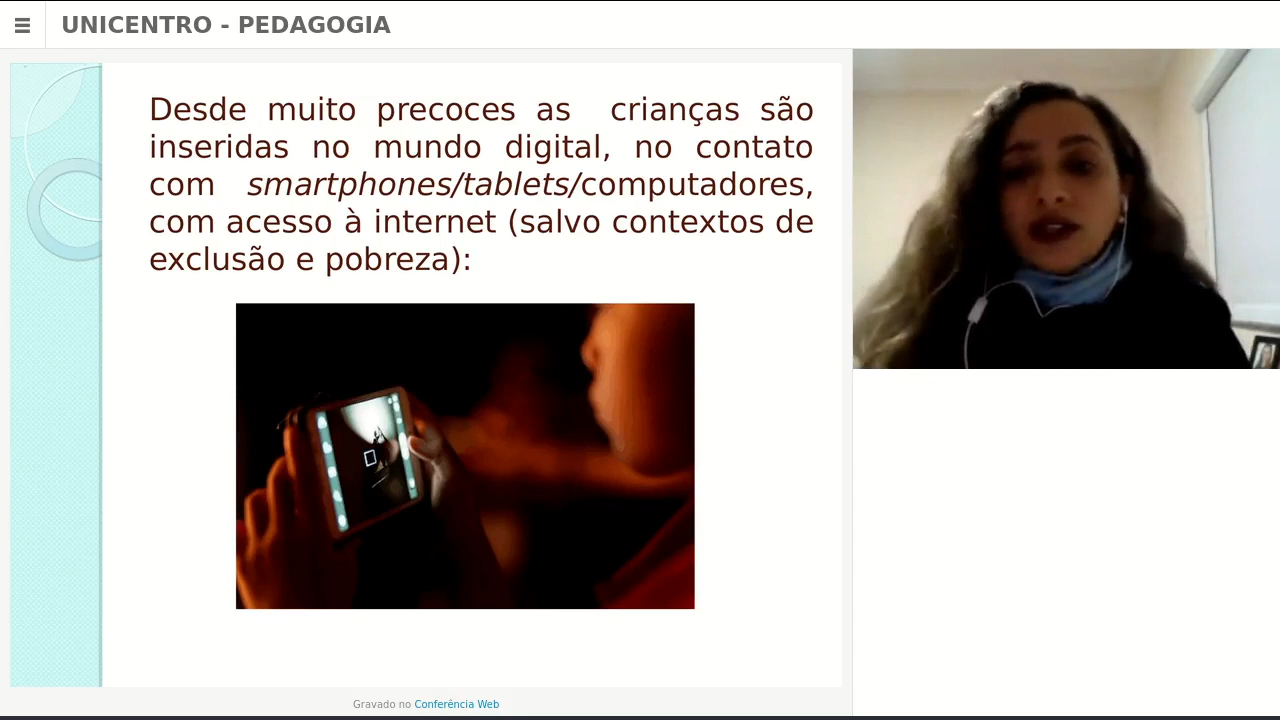 UNICENTRO - PEDAGOGIA
Desde muito precoces as crianças são
inseridas no mundo digital, no contato
com smartphones/tablets/computadores,
com acesso à internet (salvo contextos de
exclusão e pobreza):
Gravado no Conferência Web